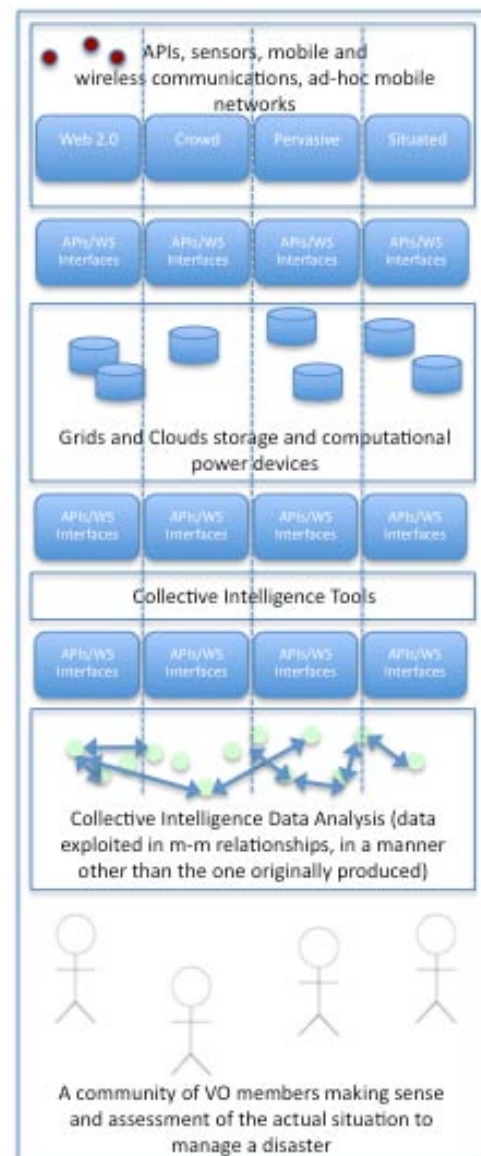 APIs, sensors, mobile and
wireless communications, ad-hoc mobile
networks
Web 2.0 Crowd Pervasive Situated
APIs/WS APIs/WS APIs/WS APIs/WS
Interfaces Interfaces Interfaces Interfaces
Grids and Clouds storage and computational
power devices
APIs/WS APIs/WS APIs/WS APIs/WS
Interfaces Interfaces Interfaces Interfaces
Collective Intelligence Tools
APIs/WS APIs/WS APIs/WS APIs/WS
Interfaces Interfaces Interfaces Interfaces
Collective Intelligence Data Analysis (data
exploited in m-m relationships, in a manner
other than the one originally produced)
A community of VO members making sense
and assessment of the actual situation to
manage a disaster